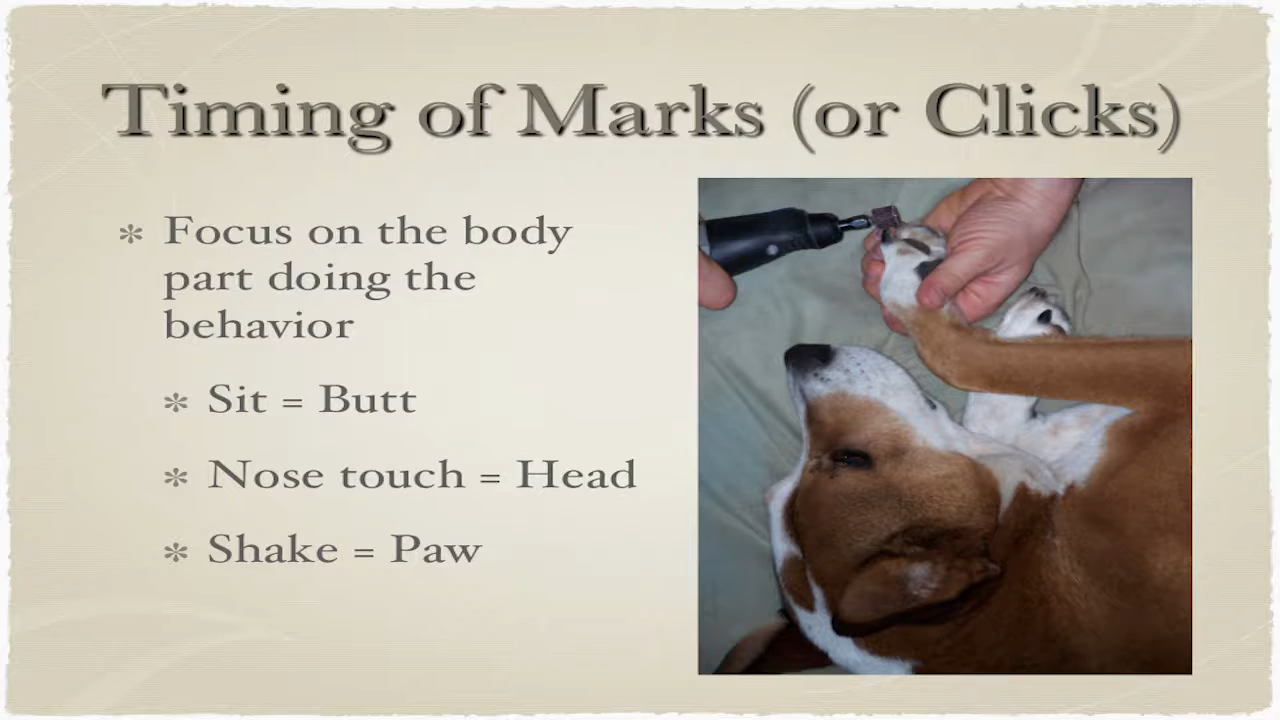 Timing of Marks (or Clicks)
* Focus on the body
part doing the
behavior
* Sit = Butt
* Nose touch = Head
* Shake = Paw